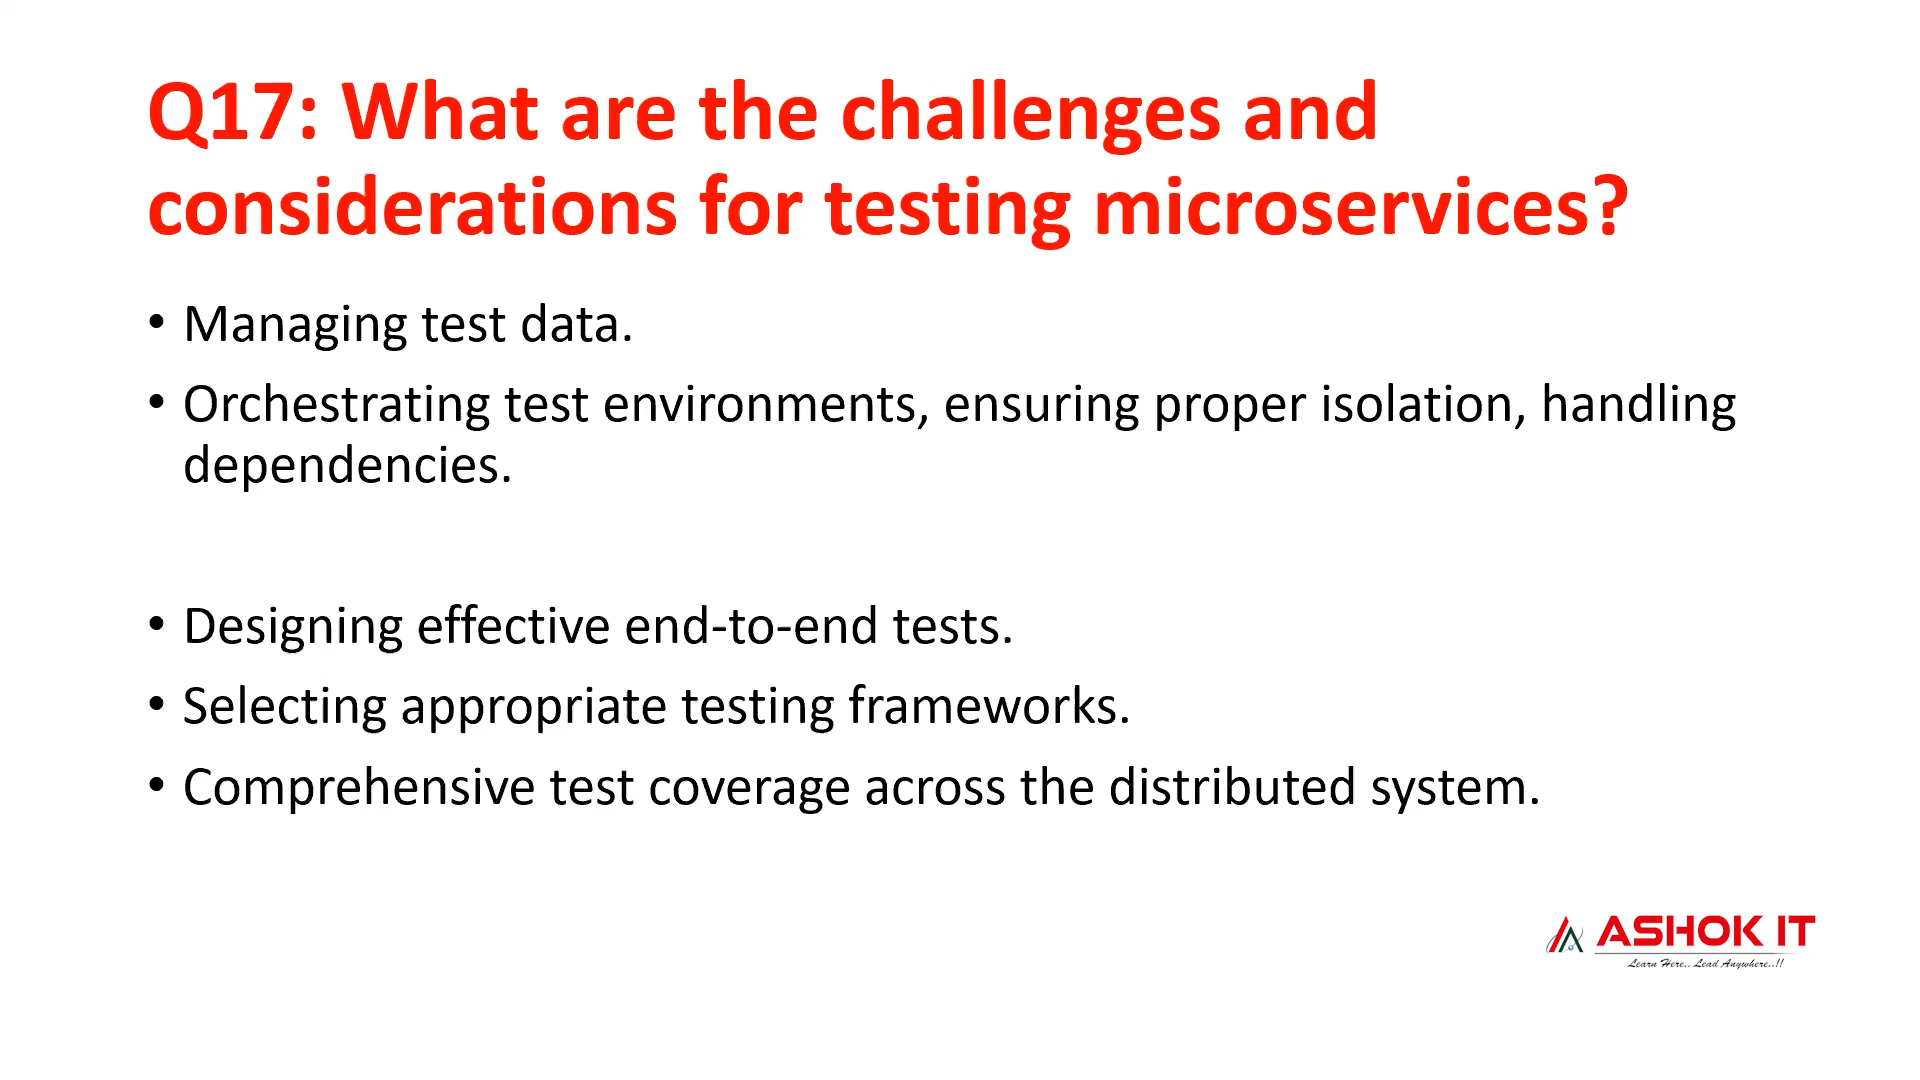 Q17: What are the challenges and
considerations for testing microservices?
• Managing test data.
• Orchestrating test environments, ensuring proper isolation, handling
dependencies.
• Designing effective end-to-end tests.
• Selecting appropriate testing frameworks.
• Comprehensive test coverage across the distributed system.
ASHOK IT
Learn Here.. Lead Anywhere..!!